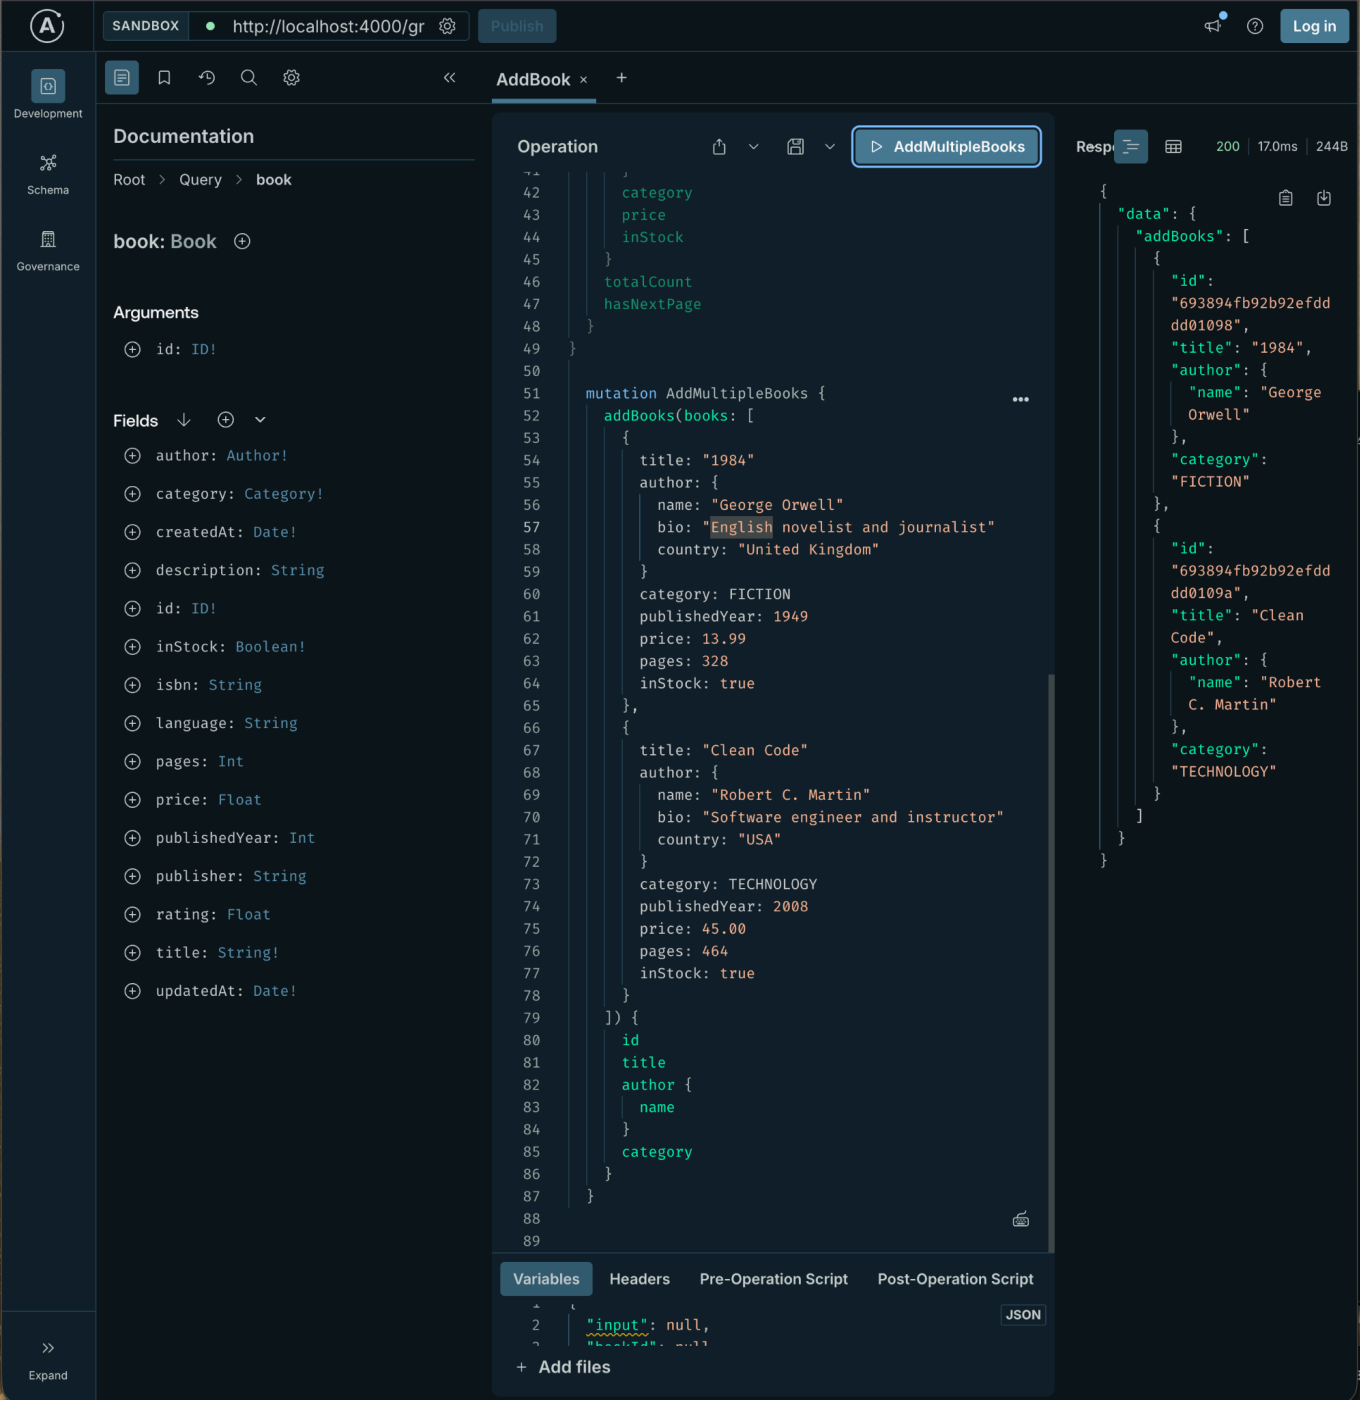 SANDBOX
http://localhost:4000/gr
Publish
Log in
Development
Schema
Governance
Expand
AddBook
Documentation
Root > Query > book
book: Book
Arguments
id: ID!
Fields
author: Author!
category: Category!
createdAt: Date!
description: String
id: ID!
inStock: Boolean!
isbn: String
language: String
pages: Int
price: Float
publishedYear: Int
publisher: String
rating: Float
title: String!
updatedAt: Date!
Operation
AddMultipleBooks
41 }
42 category
43 price
44 inStock
45 }
46 totalCount
47 hasNextPage
48 }
49 }
50
51 mutation AddMultipleBooks {
52 addBooks(books: [
53 {
54 title: "1984"
55 author: {
56 name: "George Orwell"
57 bio: "English novelist and journalist"
58 country: "United Kingdom"
59 }
60 category: FICTION
61 publishedYear: 1949
62 price: 13.99
63 pages: 328
64 inStock: true
65 },
66 {
67 title: "Clean Code"
68 author: {
69 name: "Robert C. Martin"
70 bio: "Software engineer and instructor"
71 country: "USA"
72 }
73 category: TECHNOLOGY
74 publishedYear: 2008
75 price: 45.00
76 pages: 464
77 inStock: true
78 }
79 ]) {
80 id
81 title
82 author {
83 name
84 }
85 category
86 }
87 }
88
89
Variables Headers Pre-Operation Script Post-Operation Script
1 {
2 "input": null,
3 "bookId": null
JSON
+ Add files
Respo 200 17.0ms 244B
{
"data": {
"addBooks": [
{
"id":
"693894fb92b92efdd
dd01098",
"title": "1984",
"author": {
"name": "George
Orwell"
},
"category":
"FICTION"
},
{
"id":
"693894fb92b92efdd
dd0109a",
"title": "Clean
Code",
"author": {
"name": "Robert
C. Martin"
},
"category":
"TECHNOLOGY"
}
]
}
}